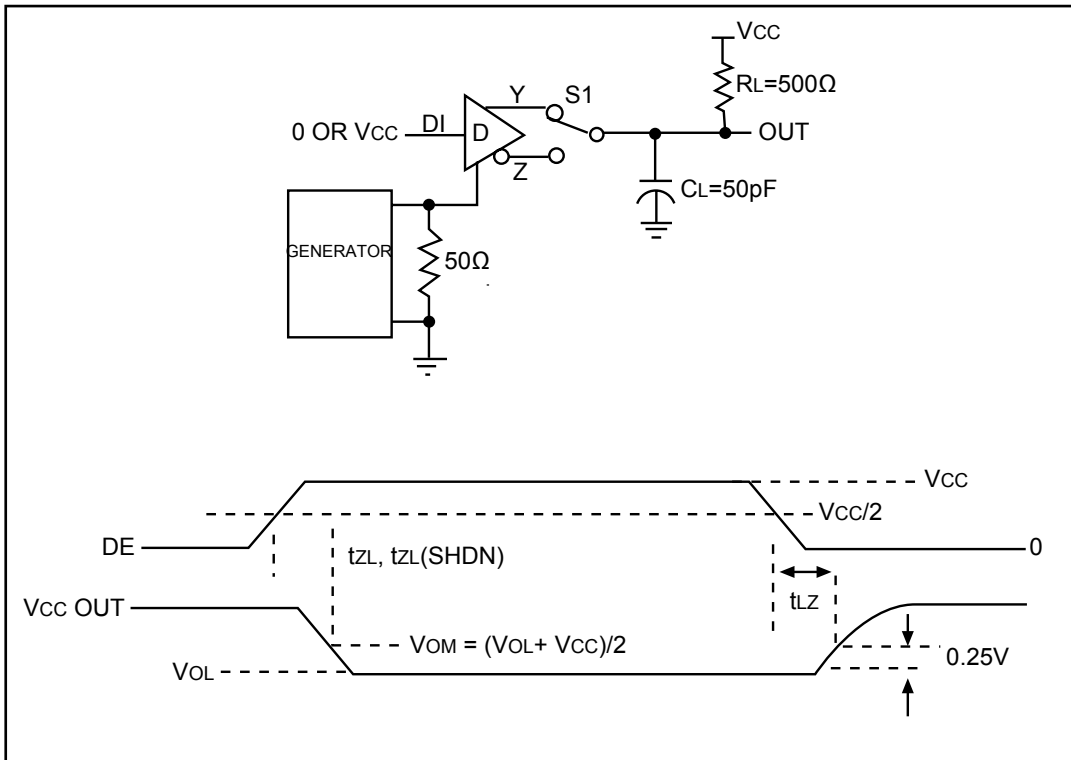 VCC
RL=500Ω
Y
S1
0 OR VCC
DI
D
OUT
Z
CL=50pF
GENERATOR
50Ω
VCC
VCC/2
DE
0
tZL, tZL(SHDN)
tLZ
VCC OUT
VOM = (VOL+ VCC)/2
0.25V
VOL